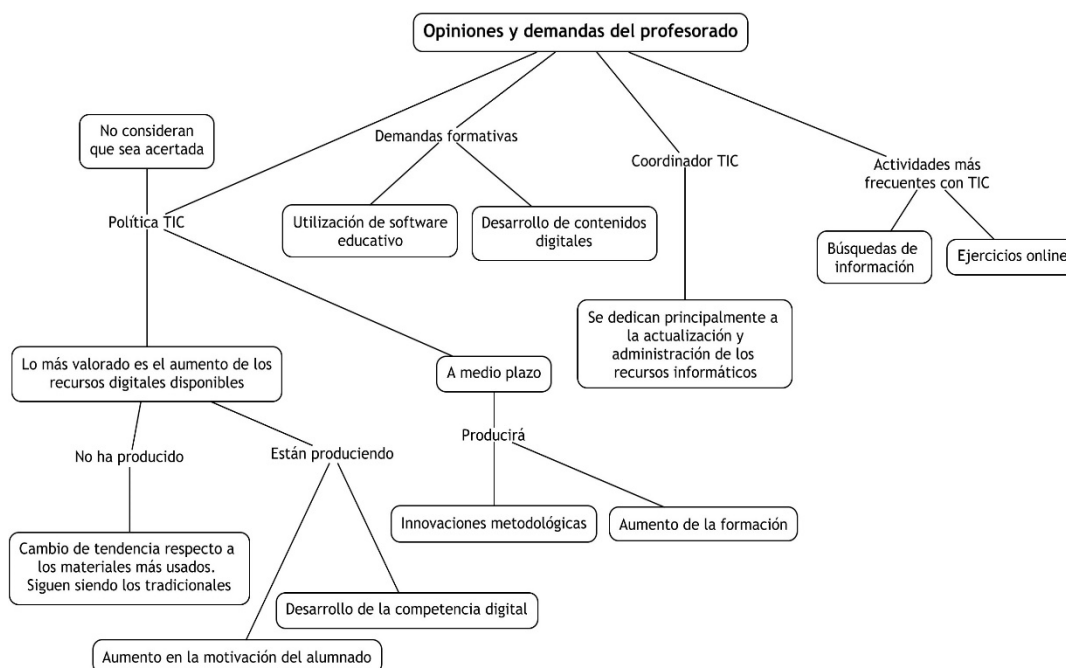 Opiniones y demandas del profesorado
No consideran
que sea acertada
Demandas formativas
Coordinador TIC
Actividades más
frecuentes con TIC
Política TIC
Utilización de software
educativo
Desarrollo de contenidos
digitales
Búsquedas de
información
Ejercicios online
Se dedican principalmente a
la actualización y
administración de los
recursos informáticos
Lo más valorado es el aumento de los
recursos digitales disponibles
A medio plazo
No ha producido
Están produciendo
Producirá
Innovaciones metodológicas
Aumento de la formación
Cambio de tendencia respecto a
los materiales más usados.
Siguen siendo los tradicionales
Desarrollo de la competencia digital
Aumento en la motivación del alumnado